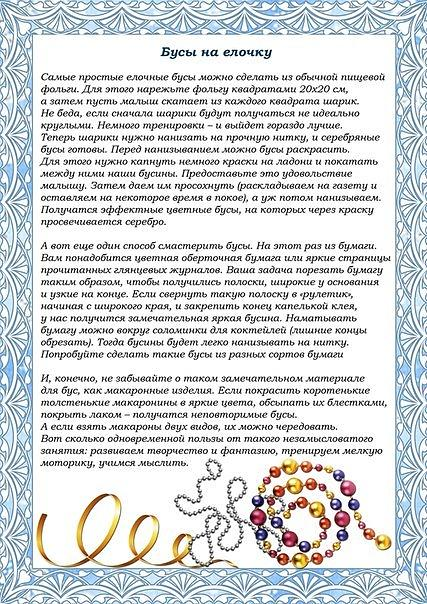 Бусы на елочку
Самые простые елочные бусы можно сделать из обычной пищевой
фольги. Для этого нарежьте фольгу квадратами 20x20 см,
а затем пусть малыш скатает из каждого квадрата шарик.
Не беда, если сначала шарики будут получаться не идеально
круглыми. Немного тренировки – и выйдет гораздо лучше.
Теперь шарики нужно нанизать на прочную нитку, и серебряные
бусы готовы. Перед нанизыванием можно бусы раскрасить.
Для этого нужно капнуть немного краски на ладони и покатать
между ними наши бусины. Предоставьте это удовольствие
малышу. Затем даем им просохнуть (раскладываем на газету и
оставляем на некоторое время в покое), а уж потом нанизываем.
Получатся эффектные цветные бусы, на которых через краску
просвечивается серебро.
А вот еще один способ смастерить бусы. На этот раз из бумаги.
Вам понадобится цветная оберточная бумага или яркие страницы
прочитанных глянцевых журналов. Ваша задача порезать бумагу
таким образом, чтобы получились полоски, широкие у основания
и узкие на конце. Если свернуть такую полоску в «рулетик»,
начиная с широкого края, и закрепить конец капелькой клея,
у нас получится замечательная яркая бусина. Наматывать
бумагу можно вокруг соломинки для коктейлей (лишние концы
обрезать). Тогда бусины будет легко нанизывать на нитку.
Попробуйте сделать такие бусы из разных сортов бумаги
И, конечно, не забывайте о таком замечательном материале
для бус, как макаронные изделия. Если покрасить коротенькие
толстенькие макаронины в яркие цвета, обсыпать их блестками,
покрыть лаком – получатся неповторимые бусы.
А если взять макароны двух видов, их можно чередовать.
Вот сколько одновременной пользы от такого незамысловатого
занятия: развиваем творчество и фантазию, тренируем мелкую
моторику, учимся мыслить.